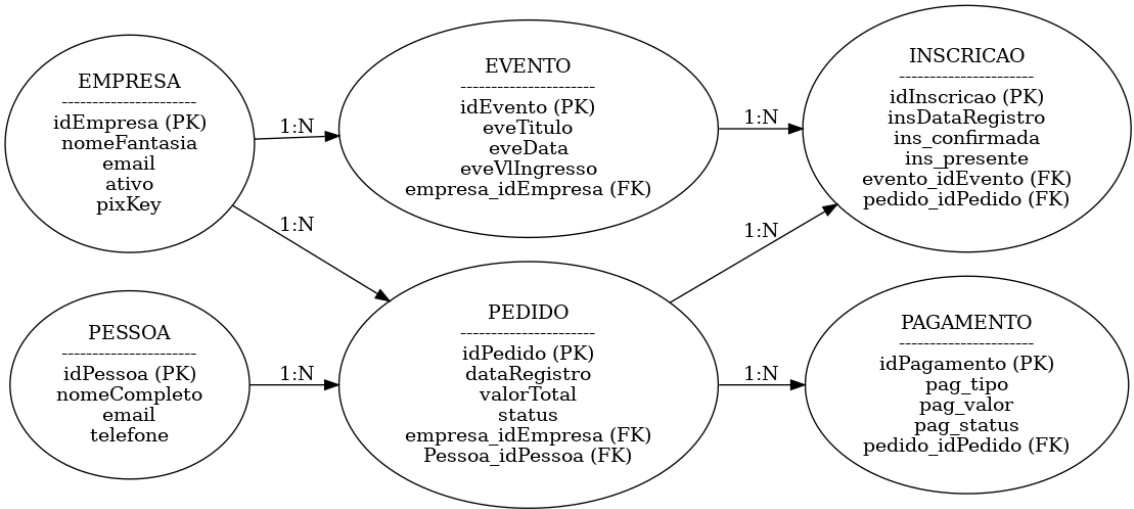 EMPRESA
----------------------
idEmpresa (PK)
nomeFantasia
email
ativo
pixKey
1:N
EVENTO
----------------------
idEvento (PK)
eveTitulo
eveData
eveVlIngresso
empresa_idEmpresa (FK)
1:N
INSCRICAO
----------------------
idInscricao (PK)
insDataRegistro
ins_confirmada
ins_presente
evento_idEvento (FK)
pedido_idPedido (FK)
1:N
1:N
PESSOA
----------------------
idPessoa (PK)
nomeCompleto
email
telefone
1:N
PEDIDO
----------------------
idPedido (PK)
dataRegistro
valorTotal
status
empresa_idEmpresa (FK)
Pessoa_idPessoa (FK)
1:N
PAGAMENTO
----------------------
idPagamento (PK)
pag_tipo
pag_valor
pag_status
pedido_idPedido (FK)